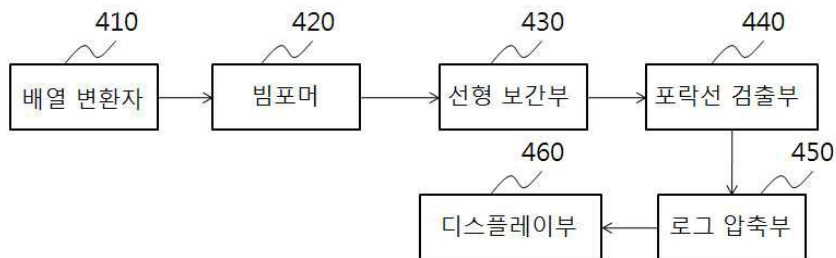 410 420 430 440
배열 변환자 빔포머 선형 보간부 포락선 검출부
460 450
디스플레이부 로그 압축부